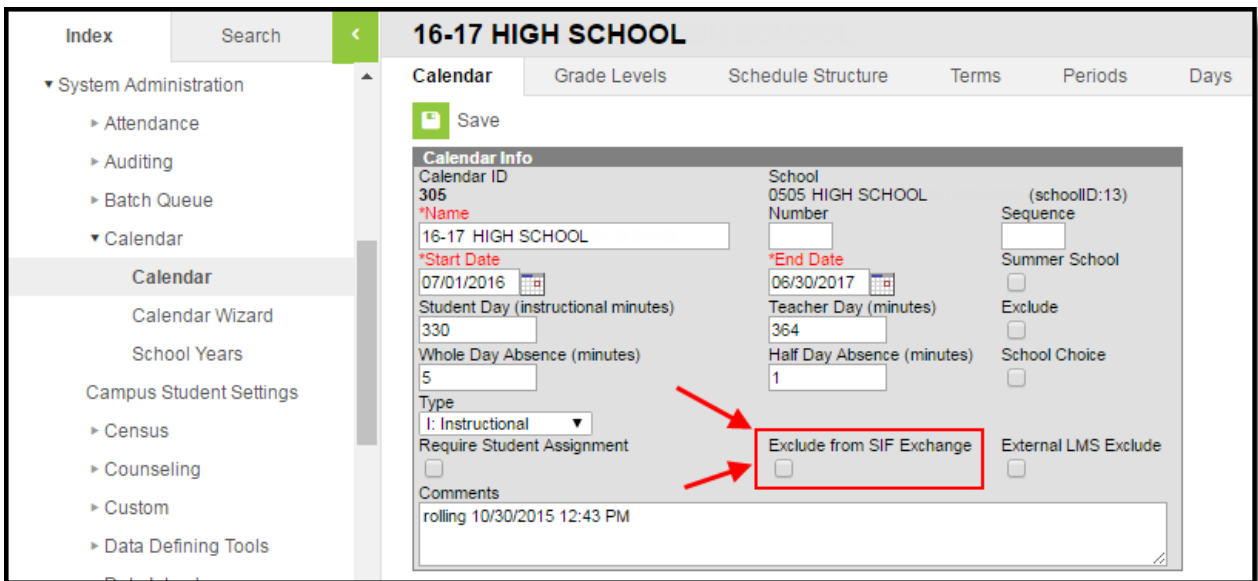 Index Search
System Administration
Attendance
Auditing
Batch Queue
Calendar
Calendar
Calendar Wizard
School Years
Campus Student Settings
Census
Counseling
Custom
Data Defining Tools
16-17 HIGH SCHOOL
Calendar Grade Levels Schedule Structure Terms Periods Days
Save
Calendar Info
Calendar ID School
305 0505 HIGH SCHOOL (schoolID:13)
*Name Number Sequence
16-17 HIGH SCHOOL
*Start Date *End Date Summer School
07/01/2016 06/30/2017
Student Day (instructional minutes) Teacher Day (minutes) Exclude
330 364
Whole Day Absence (minutes) Half Day Absence (minutes) School Choice
5 1
Type
I: Instructional
Require Student Assignment Exclude from SIF Exchange External LMS Exclude
Comments
rolling 10/30/2015 12:43 PM